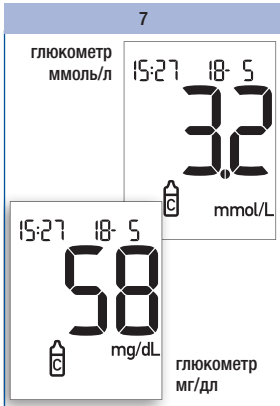 7
глюкометр
ммоль/л
15:27 18- 5
3.2
C
mmol/L
15:27 18- 5
58
mg/dL
C
глюкометр
мг/дл